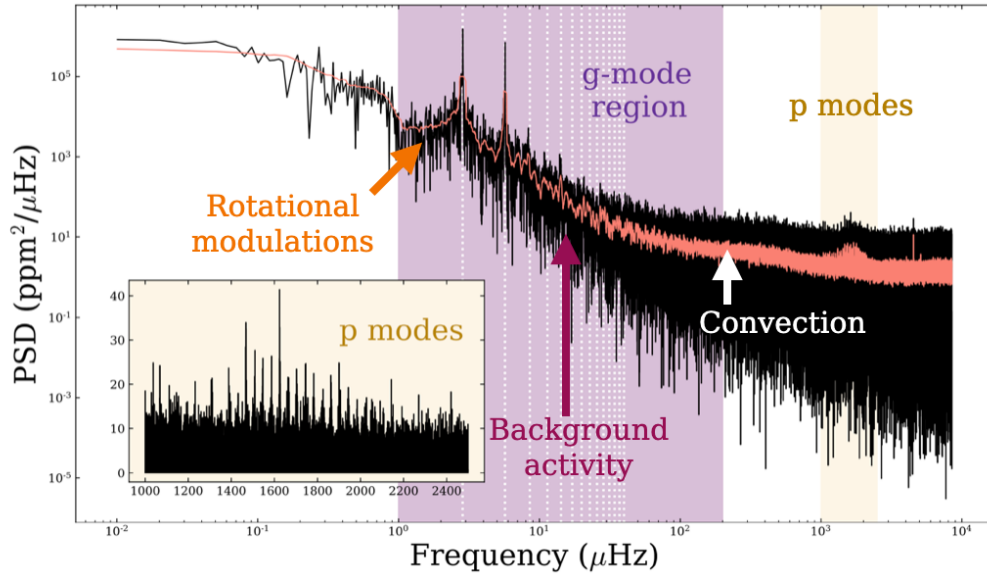 g-mode
region
p modes
Rotational
modulations
Convection
Background
activity
PSD (ppm²/μHz)
10⁵
10³
10¹
10⁻¹
10⁻³
10⁻⁵
p modes
40
30
20
10
0
1000 1200 1400 1600 1800 2000 2200 2400
10⁻² 10⁻¹ 10⁰ 10¹ 10² 10³ 10⁴
Frequency (μHz)